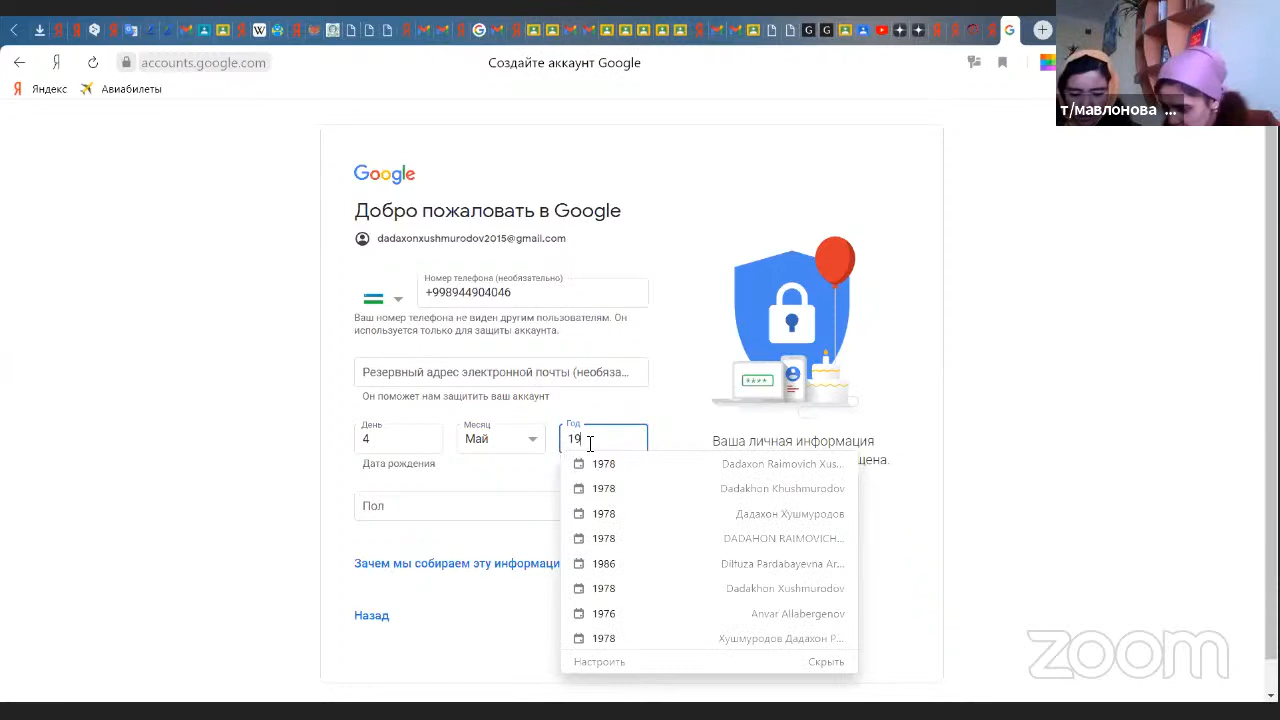 accounts.google.com
Создайте аккаунт Google
Яндекс
Авиабилеты
т/мавлонова ...
Google
Добро пожаловать в Google
dadaxonxushmurodov2015@gmail.com
Номер телефона (необязательно)
+998944904046
Ваш номер телефона не виден другим пользователям. Он
используется только для защиты аккаунта.
Резервный адрес электронной почты (необяза...
Он поможет нам защитить ваш аккаунт
День
4
Месяц
Май
Год
19
Дата рождения
Ваша личная информация
щена.
1978 Dadaxon Raimovich Xus...
1978 Dadakhon Khushmurodov
1978 Дадахон Хушмуродов
1978 DADAHON RAIMOVICH...
1986 Dilfuza Pardabayevna Ar...
1978 Dadakhon Xushmurodov
1976 Anvar Allabergenov
1978 Хушмуродов Дадахон Р...
Настроить Скрыть
Пол
Зачем мы собираем эту информаци
Назад
zoom